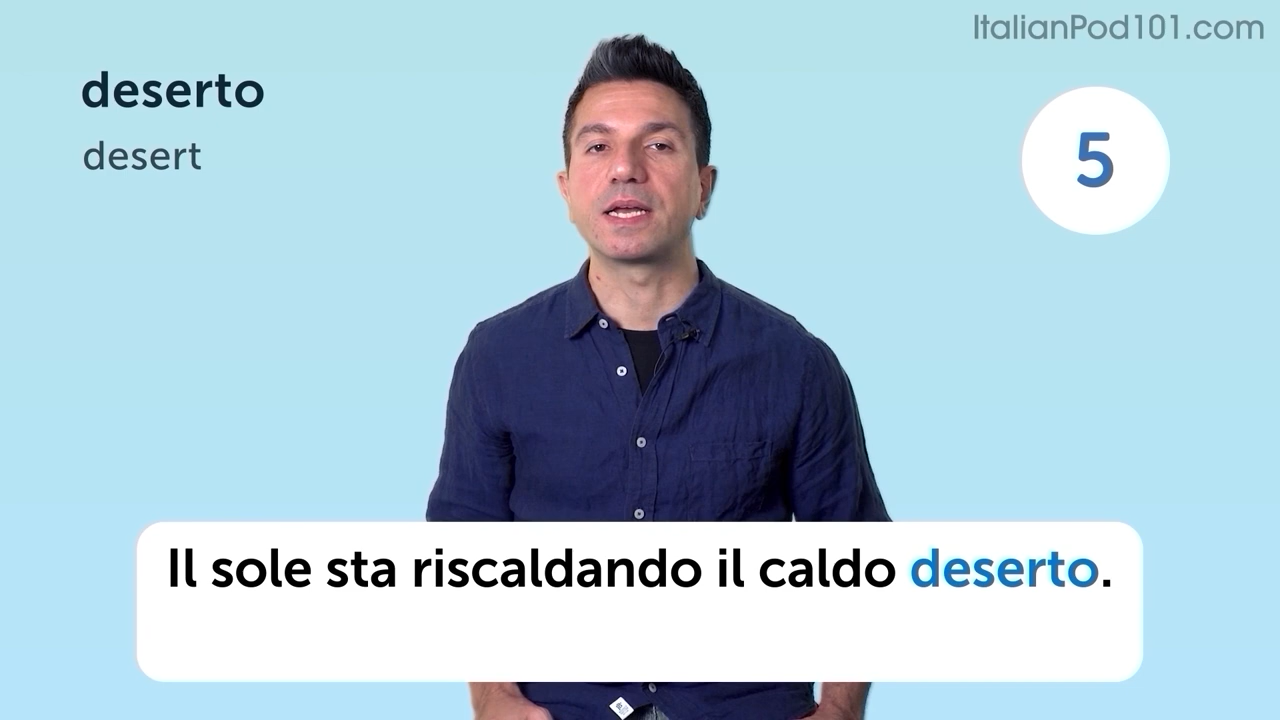 ItalianPod101.com
deserto
desert
5
Il sole sta riscaldando il caldo deserto.